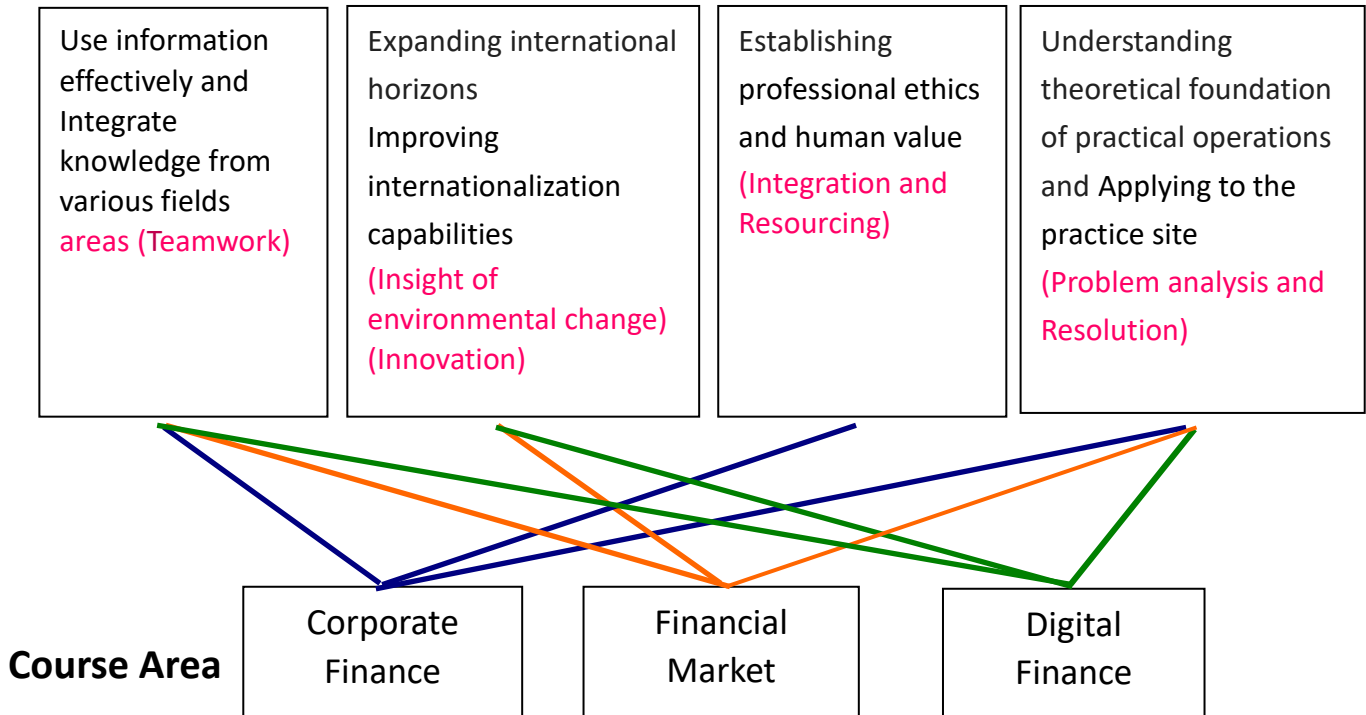 Use information
effectively and
Integrate
knowledge from
various fields
areas (Teamwork)
Expanding international
horizons
Improving
internationalization
capabilities
(Insight of
environmental change)
(Innovation)
Establishing
professional ethics
and human value
(Integration and
Resourcing)
Understanding
theoretical foundation
of practical operations
and Applying to the
practice site
(Problem analysis and
Resolution)
Course Area
Corporate
Finance
Financial
Market
Digital
Finance